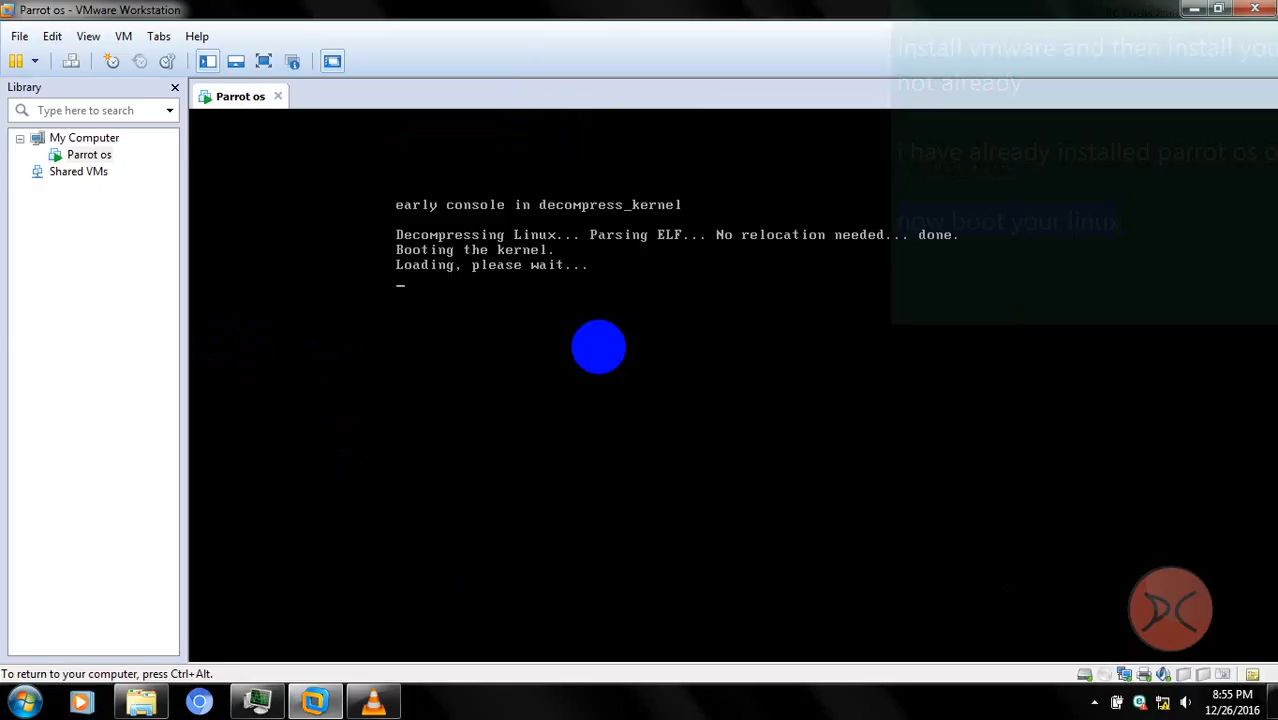 Parrot os - VMware Workstation
File Edit View VM Tabs Help
install vmware and then install you
not already
Library
Type here to search
Parrot os
My Computer
Parrot os
Shared VMs
i have already installed parrot os o
now boot your linux
early console in decompress_kernel
Decompressing Linux... Parsing ELF... No relocation needed... done.
Booting the kernel.
Loading, please wait...
DC
To return to your computer, press Ctrl+Alt.
8:55 PM
12/26/2016